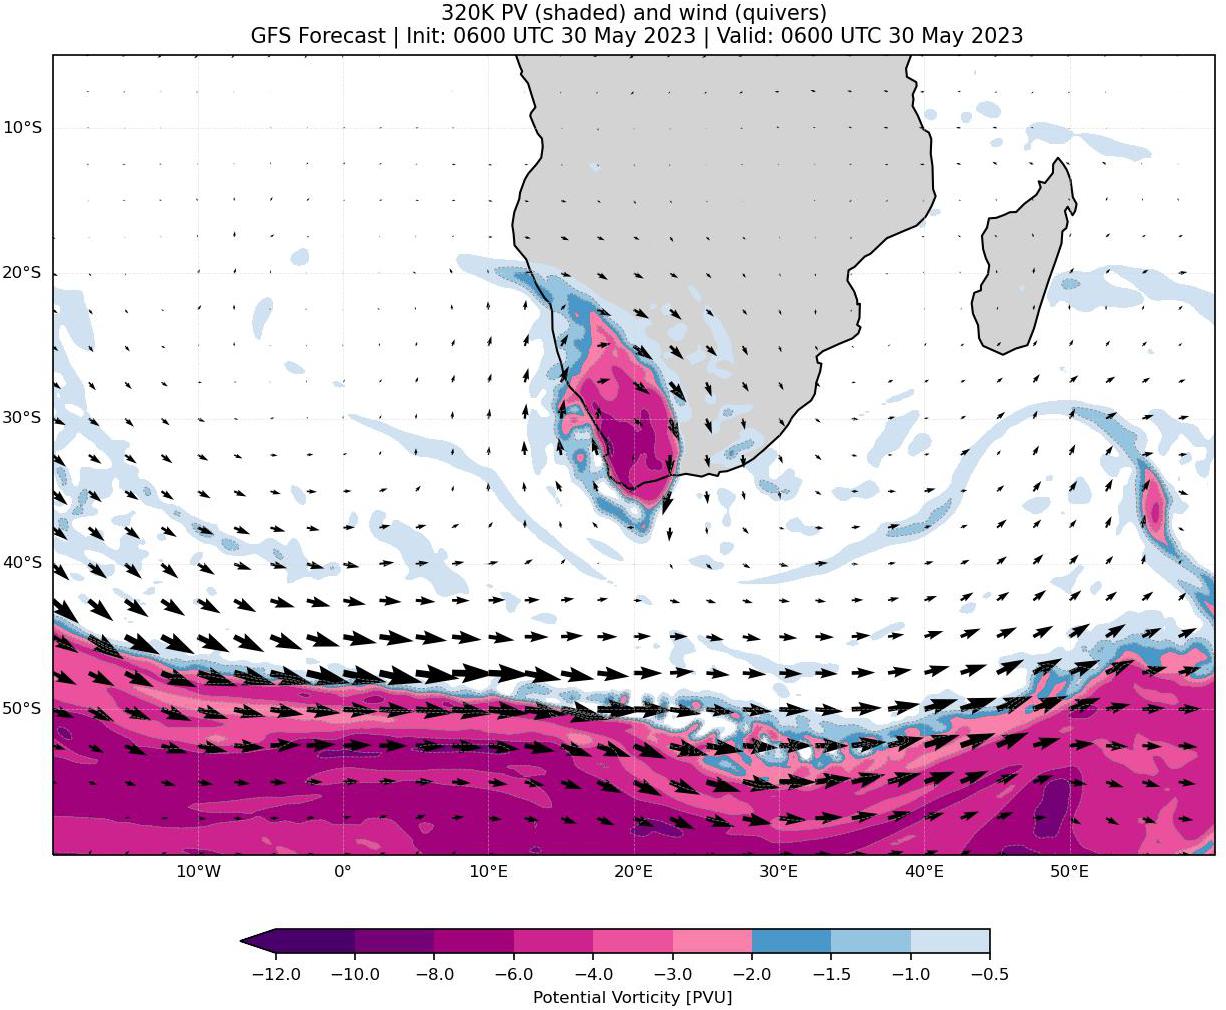 320K PV (shaded) and wind (quivers)
GFS Forecast | Init: 0600 UTC 30 May 2023 | Valid: 0600 UTC 30 May 2023
10°S
20°S
30°S
40°S
50°S
10°W 0° 10°E 20°E 30°E 40°E 50°E
−12.0 −10.0 −8.0 −6.0 −4.0 −3.0 −2.0 −1.5 −1.0 −0.5
Potential Vorticity [PVU]